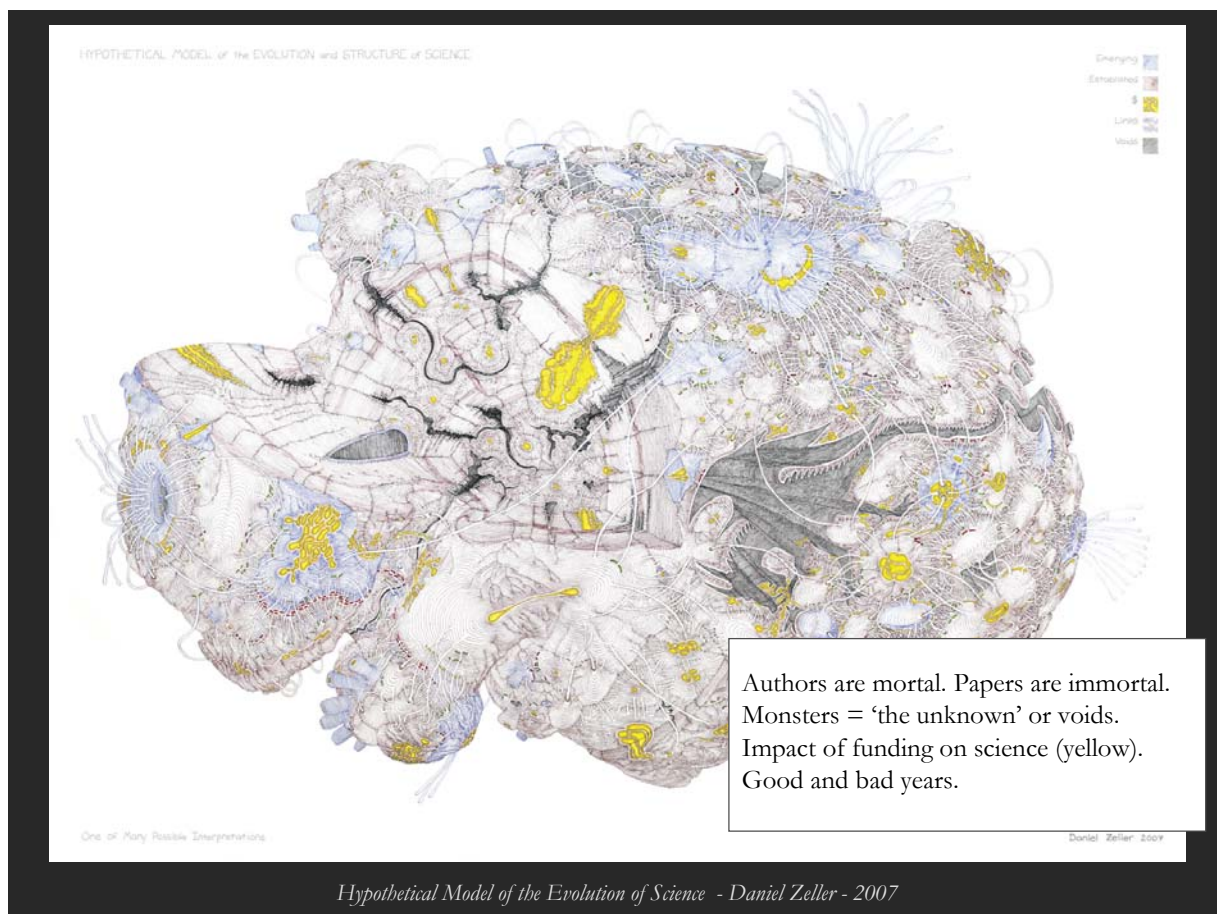 HYPOTHETICAL MODEL of the EVOLUTION and STRUCTURE of SCIENCE
Emerging
Established
$
Links
Voids
Authors are mortal. Papers are immortal.
Monsters = ‘the unknown’ or voids.
Impact of funding on science (yellow).
Good and bad years.
One of Many Possible Interpretations
Daniel Zeller 2007
Hypothetical Model of the Evolution of Science - Daniel Zeller - 2007